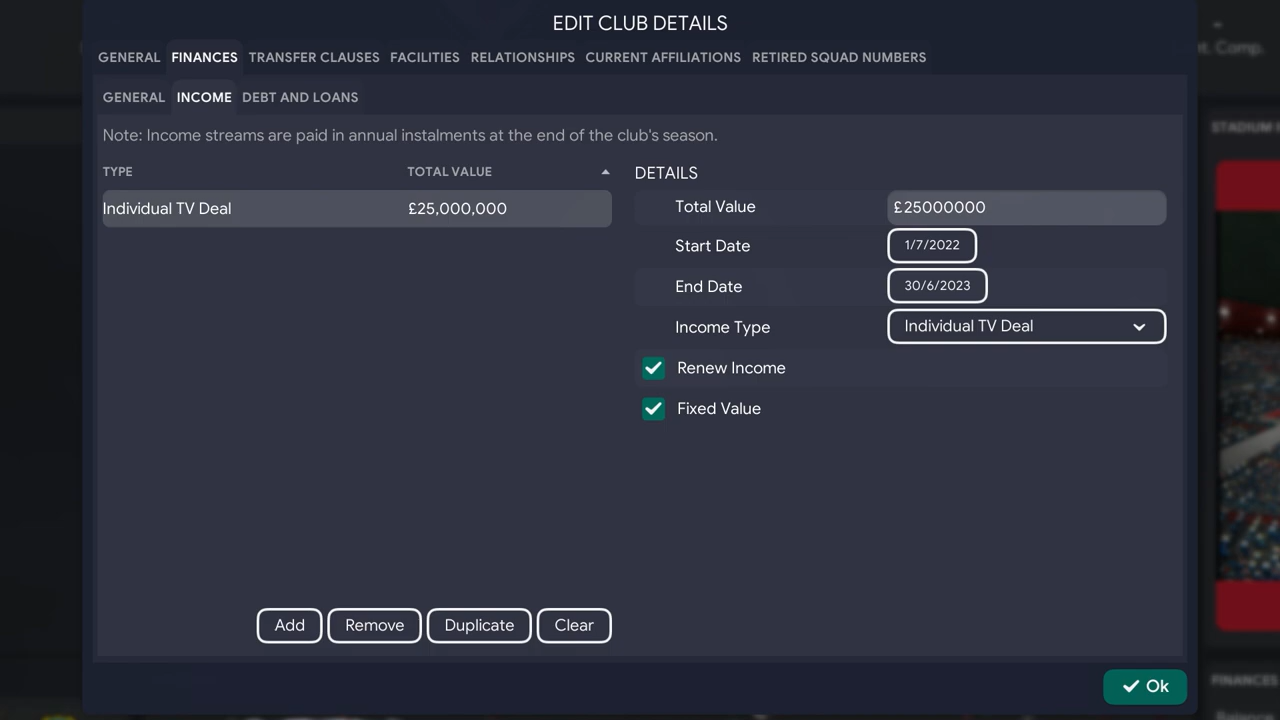 EDIT CLUB DETAILS
GENERAL FINANCES TRANSFER CLAUSES FACILITIES RELATIONSHIPS CURRENT AFFILIATIONS RETIRED SQUAD NUMBERS
GENERAL INCOME DEBT AND LOANS
Note: Income streams are paid in annual instalments at the end of the club's season.
TYPE TOTAL VALUE
Individual TV Deal £25,000,000
DETAILS
Total Value £25000000
Start Date 1/7/2022
End Date 30/6/2023
Income Type Individual TV Deal
Renew Income
Fixed Value
Add Remove Duplicate Clear
Ok
STADIUM
FINANCES